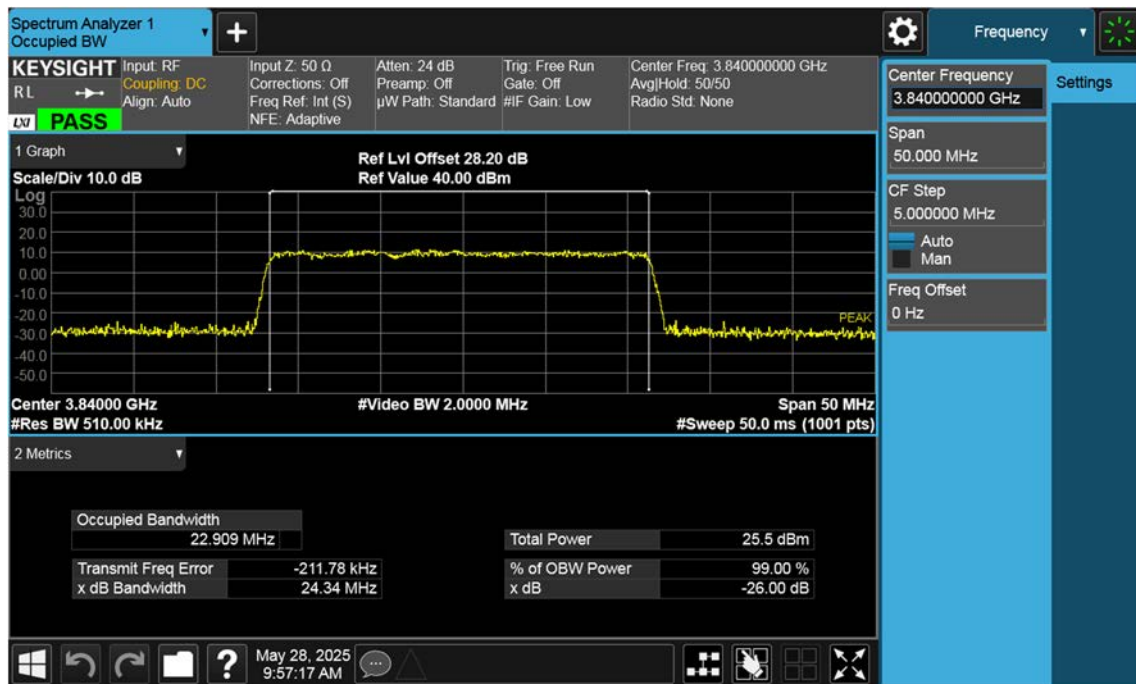 Spectrum Analyzer 1
Occupied BW
Frequency
KEYSIGHT
RL
LXI PASS
Input: RF
Coupling: DC
Align: Auto
Input Z: 50 Ω
Corrections: Off
Freq Ref: Int (S)
NFE: Adaptive
Atten: 24 dB
Preamp: Off
µW Path: Standard
Trig: Free Run
Gate: Off
#IF Gain: Low
Center Freq: 3.840000000 GHz
Avg|Hold: 50/50
Radio Std: None
Center Frequency
3.840000000 GHz
Settings
Span
50.000 MHz
CF Step
5.000000 MHz
Auto
Man
Freq Offset
0 Hz
1 Graph
Scale/Div 10.0 dB
Ref Lvl Offset 28.20 dB
Ref Value 40.00 dBm
Log
30.0
20.0
10.0
0.00
-10.0
-20.0
-30.0
-40.0
-50.0
PEAK
Center 3.84000 GHz
#Video BW 2.0000 MHz
Span 50 MHz
#Res BW 510.00 kHz
#Sweep 50.0 ms (1001 pts)
2 Metrics
Occupied Bandwidth
22.909 MHz
Total Power 25.5 dBm
Transmit Freq Error -211.78 kHz
% of OBW Power 99.00 %
x dB Bandwidth 24.34 MHz
x dB -26.00 dB
May 28, 2025
9:57:17 AM